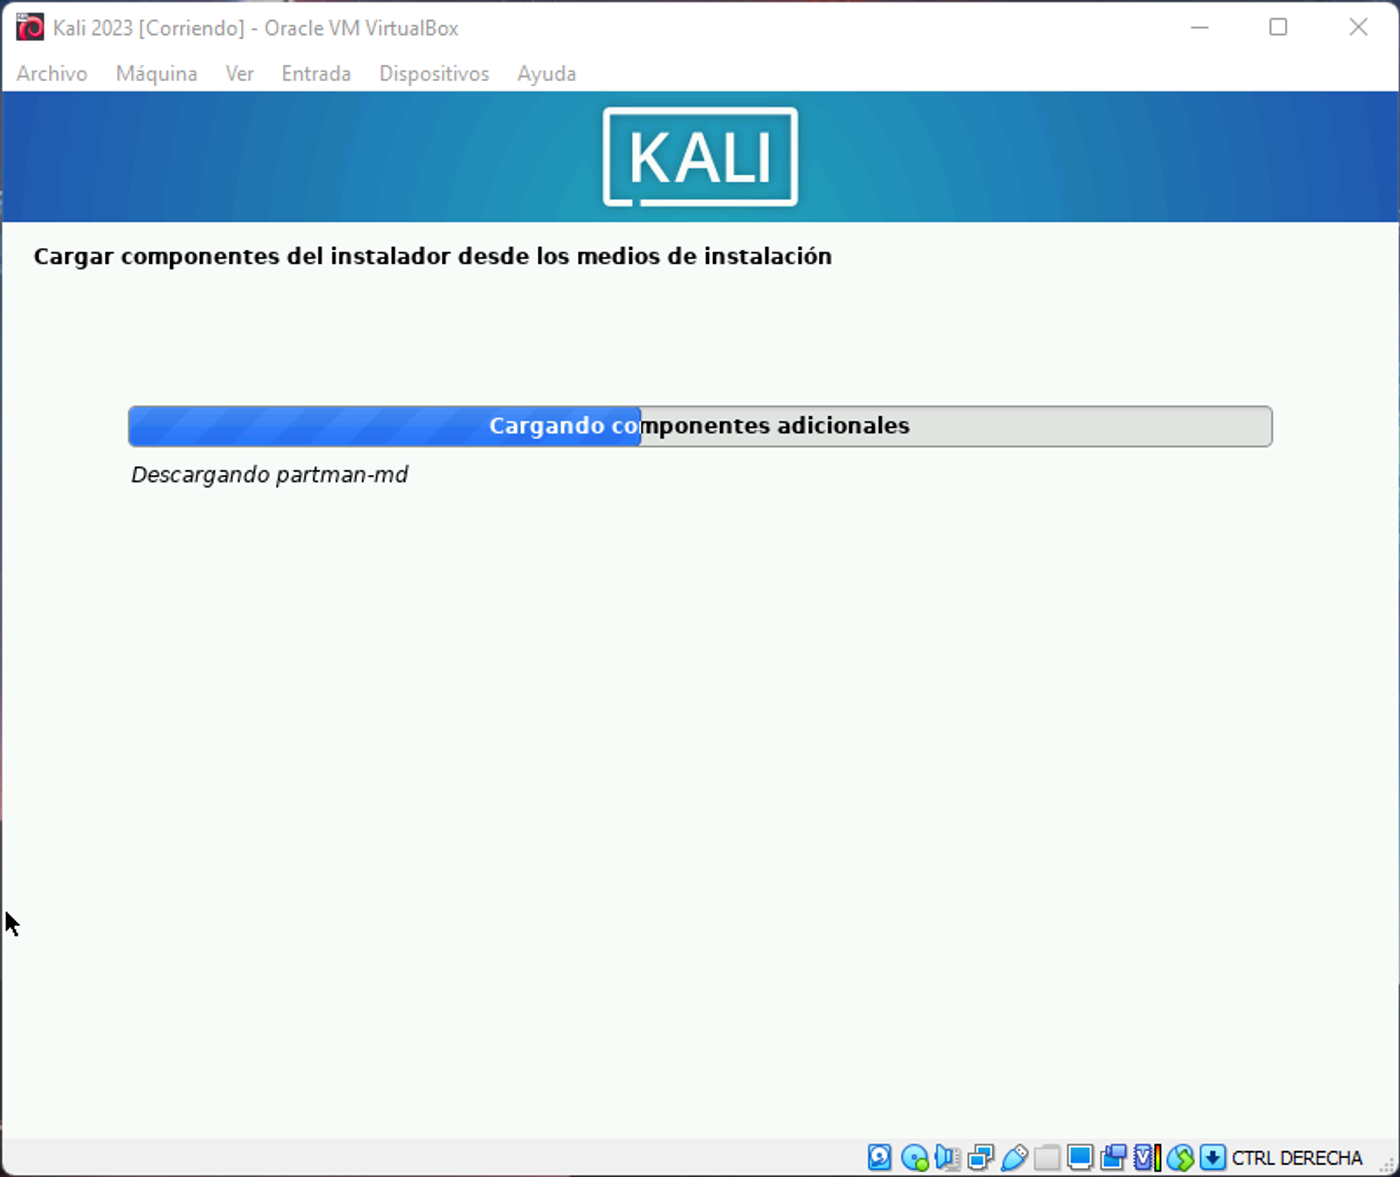 Kali 2023 [Corriendo] - Oracle VM VirtualBox
Archivo Máquina Ver Entrada Dispositivos Ayuda
KALI
Cargar componentes del instalador desde los medios de instalación
Cargando componentes adicionales
Descargando partman-md
CTRL DERECHA